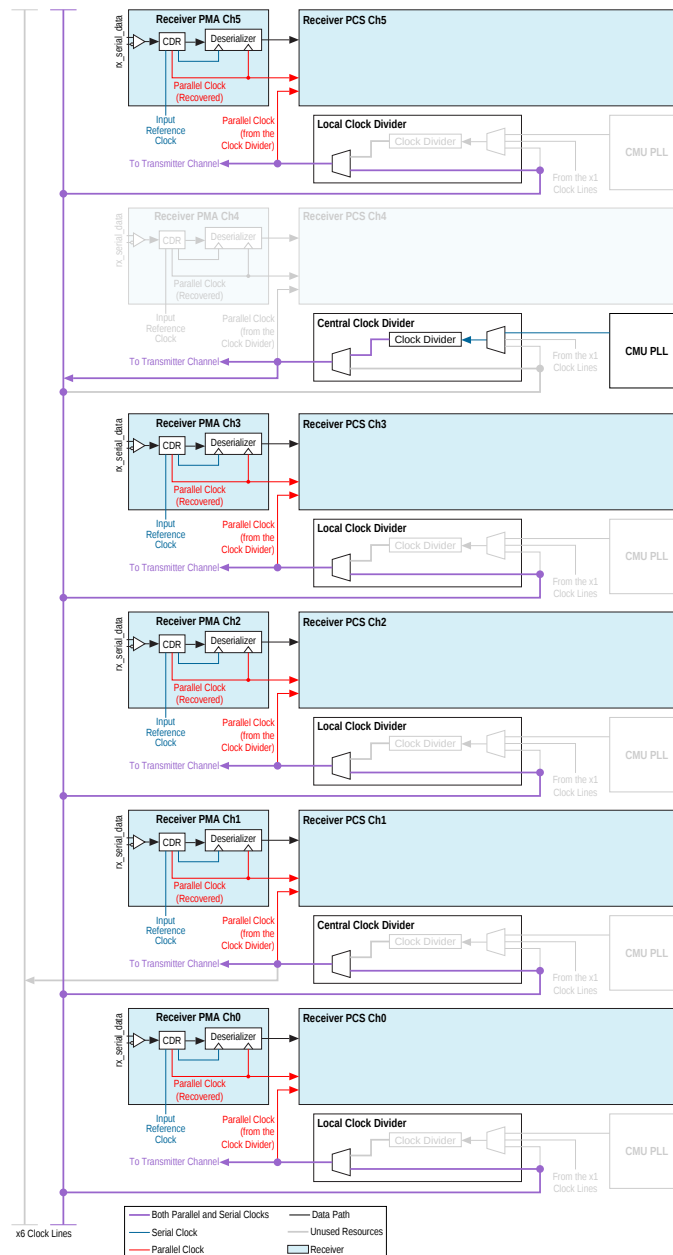 Receiver PMA Ch5
Receiver PCS Ch5
rx_serial_data
CDR
Deserializer
Parallel Clock
(Recovered)
Input
Reference
Clock
Parallel Clock
(from the
Clock Divider)
To Transmitter Channel
Local Clock Divider
Clock Divider
CMU PLL
From the x1
Clock Lines
Receiver PMA Ch4
Receiver PCS Ch4
rx_serial_data
CDR
Deserializer
Parallel Clock
(Recovered)
Input
Reference
Clock
Parallel Clock
(from the
Clock Divider)
To Transmitter Channel
Central Clock Divider
Clock Divider
CMU PLL
From the x1
Clock Lines
Receiver PMA Ch3
Receiver PCS Ch3
rx_serial_data
CDR
Deserializer
Parallel Clock
(Recovered)
Input
Reference
Clock
Parallel Clock
(from the
Clock Divider)
To Transmitter Channel
Local Clock Divider
Clock Divider
CMU PLL
From the x1
Clock Lines
Receiver PMA Ch2
Receiver PCS Ch2
rx_serial_data
CDR
Deserializer
Parallel Clock
(Recovered)
Input
Reference
Clock
Parallel Clock
(from the
Clock Divider)
To Transmitter Channel
Local Clock Divider
Clock Divider
CMU PLL
From the x1
Clock Lines
Receiver PMA Ch1
Receiver PCS Ch1
rx_serial_data
CDR
Deserializer
Parallel Clock
(Recovered)
Input
Reference
Clock
Parallel Clock
(from the
Clock Divider)
To Transmitter Channel
Central Clock Divider
Clock Divider
CMU PLL
From the x1
Clock Lines
Receiver PMA Ch0
Receiver PCS Ch0
rx_serial_data
CDR
Deserializer
Parallel Clock
(Recovered)
Input
Reference
Clock
Parallel Clock
(from the
Clock Divider)
To Transmitter Channel
Local Clock Divider
Clock Divider
CMU PLL
From the x1
Clock Lines
x6 Clock Lines
Both Parallel and Serial Clocks
Serial Clock
Parallel Clock
Data Path
Unused Resources
Receiver